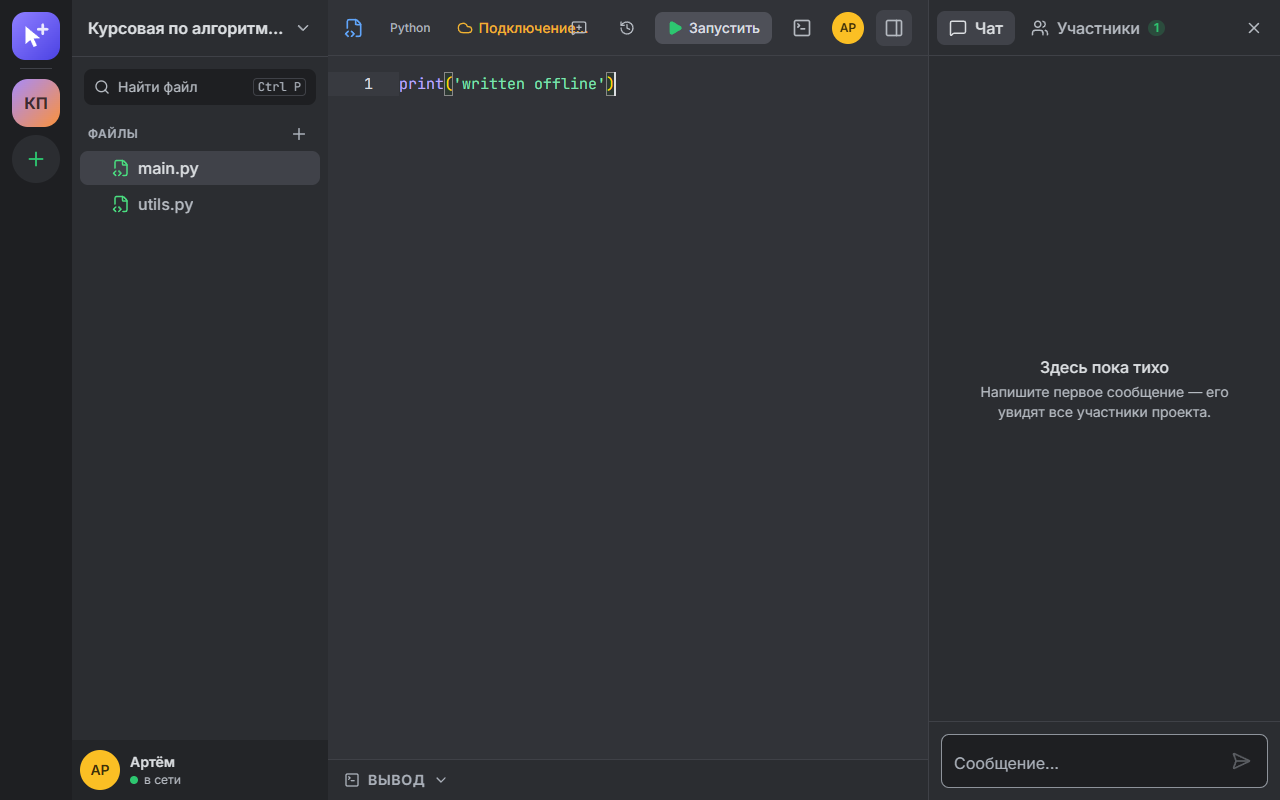 КП
Курсовая по алгоритм...
Найти файл
Ctrl P
ФАЙЛЫ
main.py
utils.py
АР
Артём
в сети
Python
Подключение...
Запустить
АР
1
print('written offline')
ВЫВОД
Чат
Участники
1
Здесь пока тихо
Напишите первое сообщение — его
увидят все участники проекта.
Сообщение...